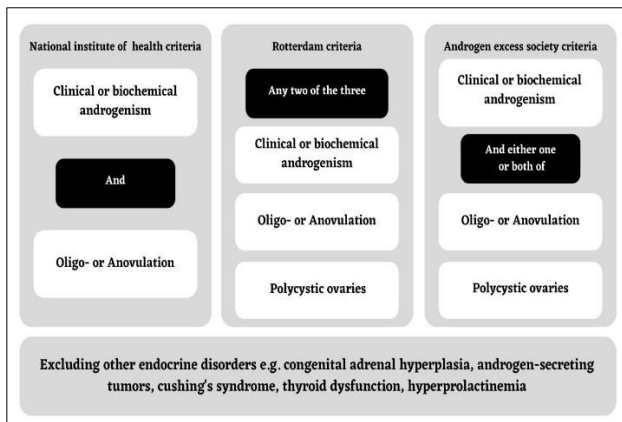 National institute of health criteria
Clinical or biochemical
androgenism
And
Oligo- or Anovulation
Rotterdam criteria
Any two of the three
Clinical or biochemical
androgenism
Oligo- or Anovulation
Polycystic ovaries
Androgen excess society criteria
Clinical or biochemical
androgenism
And either one
or both of
Oligo- or Anovulation
Polycystic ovaries
Excluding other endocrine disorders e.g. congenital adrenal hyperplasia, androgen-secreting
tumors, cushing's syndrome, thyroid dysfunction, hyperprolactinemia